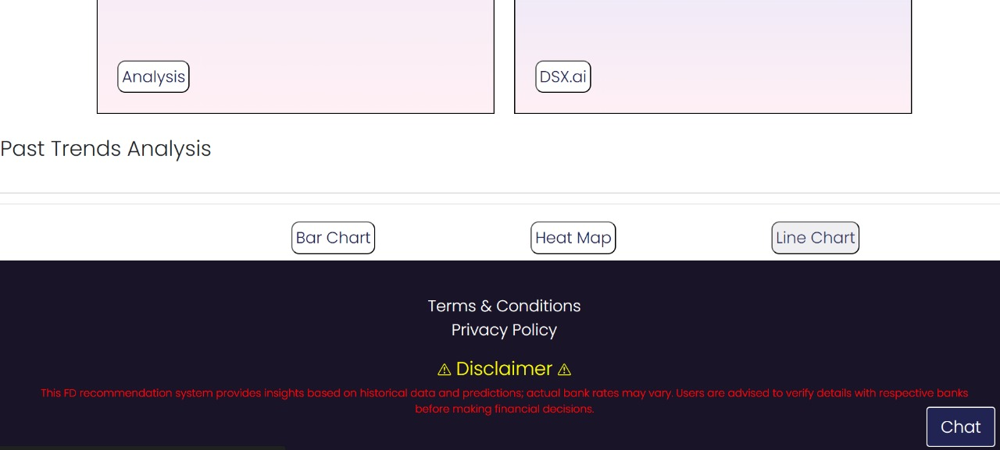 Analysis
DSX.ai
Past Trends Analysis
Bar Chart
Heat Map
Line Chart
Terms & Conditions
Privacy Policy
⚠ Disclaimer ⚠
This FD recommendation system provides insights based on historical data and predictions; actual bank rates may vary. Users are advised to verify details with respective banks
before making financial decisions.
Chat